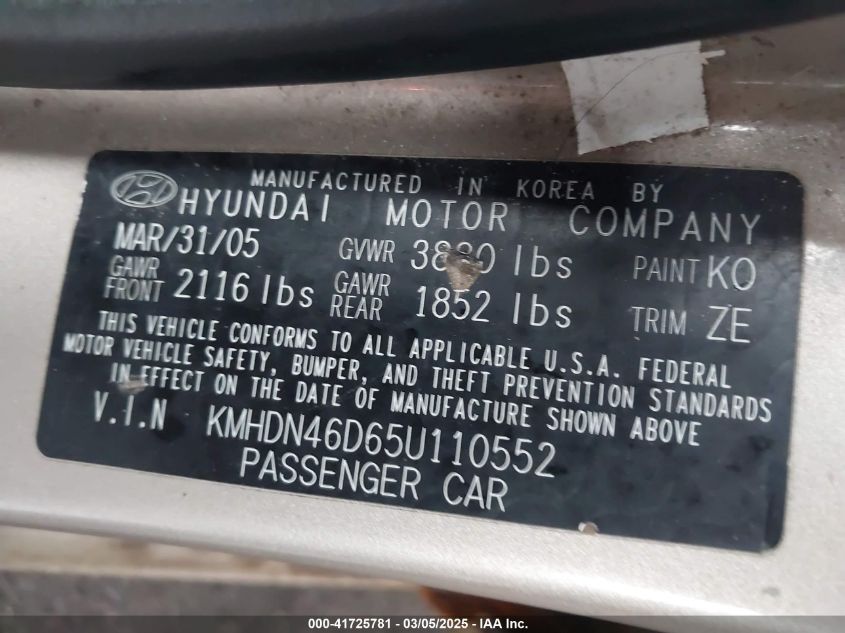 MANUFACTURED IN KOREA BY
HYUNDAI MOTOR COMPANY
MAR/31/05 GVWR lbs PAINT KO
GAWR FRONT 2116 lbs GAWR REAR 1852 lbs TRIM ZE
THIS VEHICLE CONFORMS TO ALL APPLICABLE U.S.A. FEDERAL
MOTOR VEHICLE SAFETY, BUMPER, AND THEFT PREVENTION STANDARDS
IN EFFECT ON THE DATE OF MANUFACTURE SHOWN ABOVE
V.I.N KMHDN46D65U110552
PASSENGER CAR
000-41725781 - 03/05/2025 - IAA, Inc.